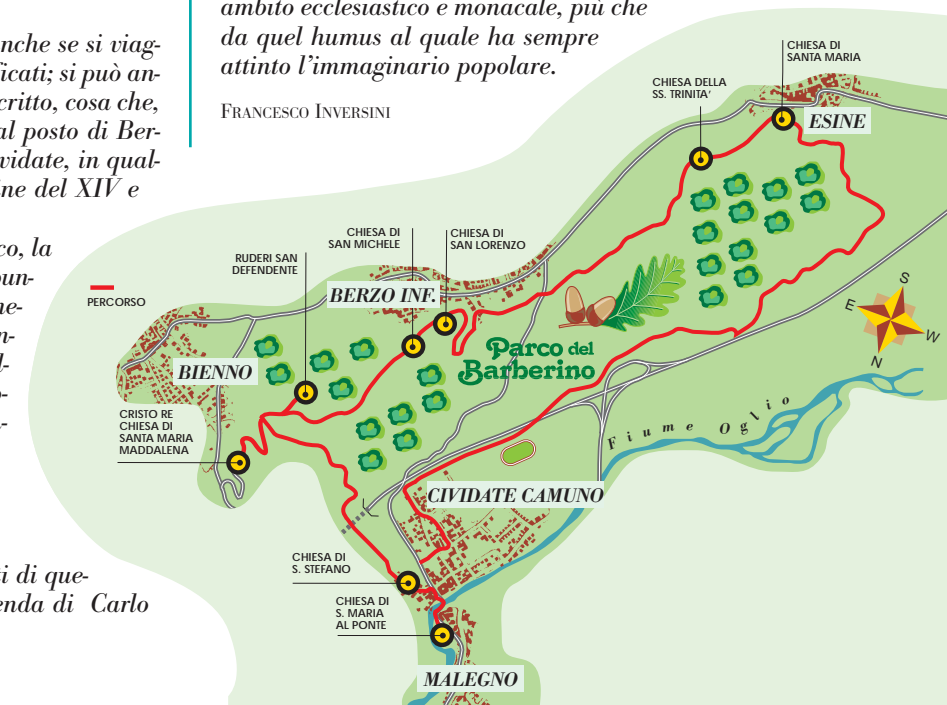 nche se si viag-
ficati; si può an-
critto, cosa che,
al posto di Ber-
vidate, in qual-
ine del XIV e
co, la
oun-
ne-
n-
l-
o-
n-
ti di que-
enda di Carlo
ambito ecclesiastico e monacale, più che
da quel humus al quale ha sempre
attinto l’immaginario popolare.
Francesco Inversini
PERCORSO
CHIESA DI
SANTA MARIA
CHIESA DELLA
SS. TRINITA’
ESINE
CHIESA DI
SAN MICHELE
CHIESA DI
SAN LORENZO
RUDERI SAN
DEFENDENTE
BERZO INF.
BIENNO
Parco del
Barberino
S
E
W
N
CRISTO RE
CHIESA DI
SANTA MARIA
MADDALENA
Fiume Oglio
CIVIDATE CAMUNO
CHIESA DI
S. STEFANO
CHIESA DI
S. MARIA
AL PONTE
MALEGNO